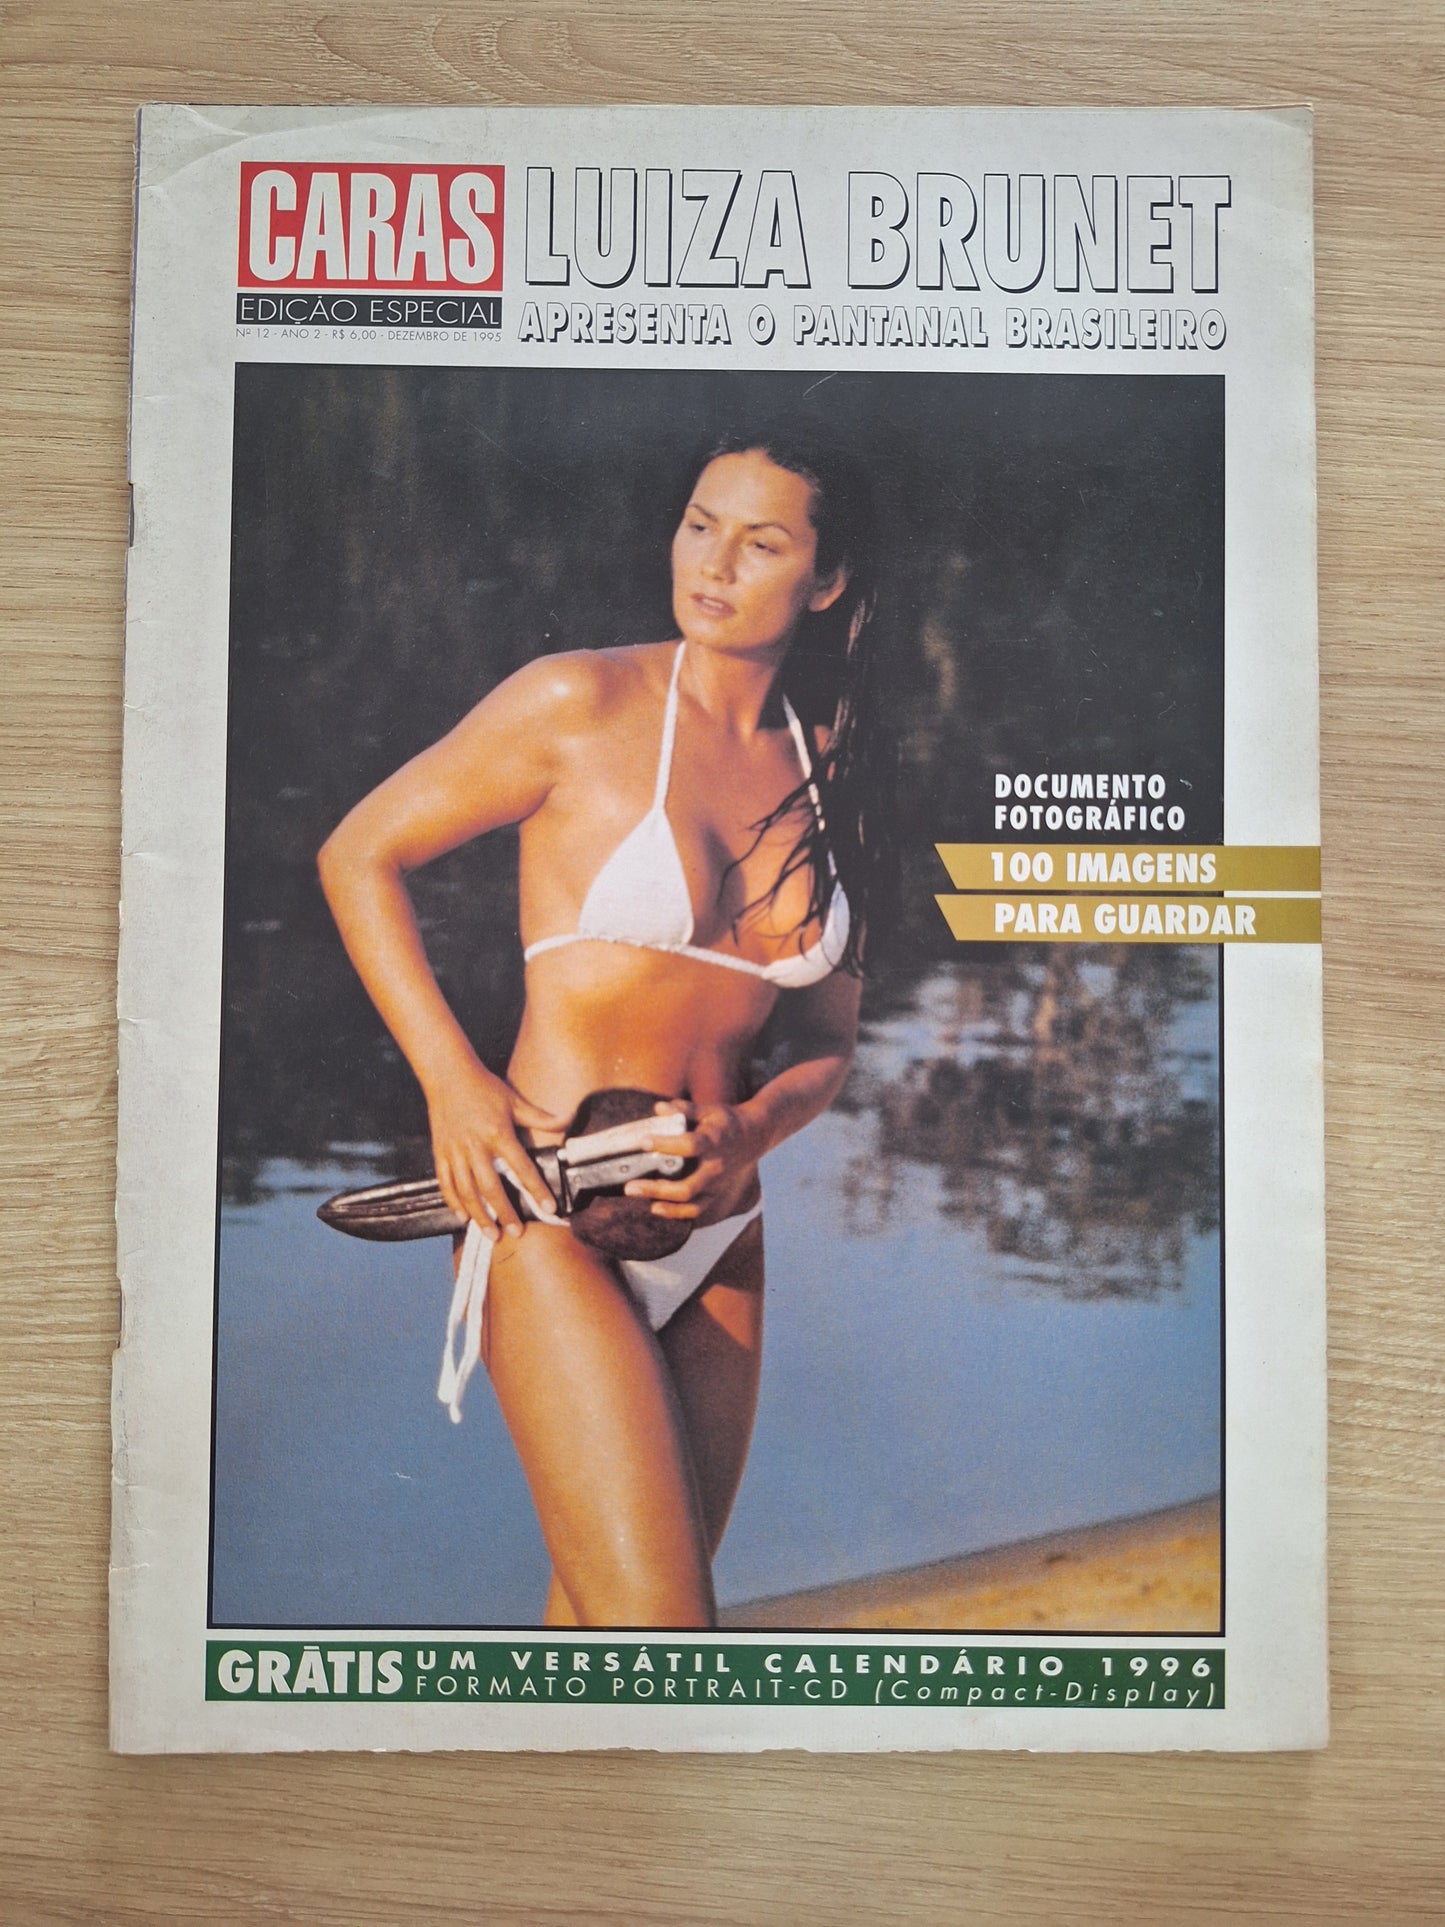 CARAS
EDIÇÃO ESPECIAL
Nº 12 - ANO 2 - R$ 6,00 - DEZEMBRO DE 1995
LUIZA BRUNET
APRESENTA O PANTANAL BRASILEIRO
DOCUMENTO
FOTOGRÁFICO
100 IMAGENS
PARA GUARDAR
GRÁTIS
UM VERSÁTIL CALENDÁRIO 1996
FORMATO PORTRAIT-CD (Compact-Display)